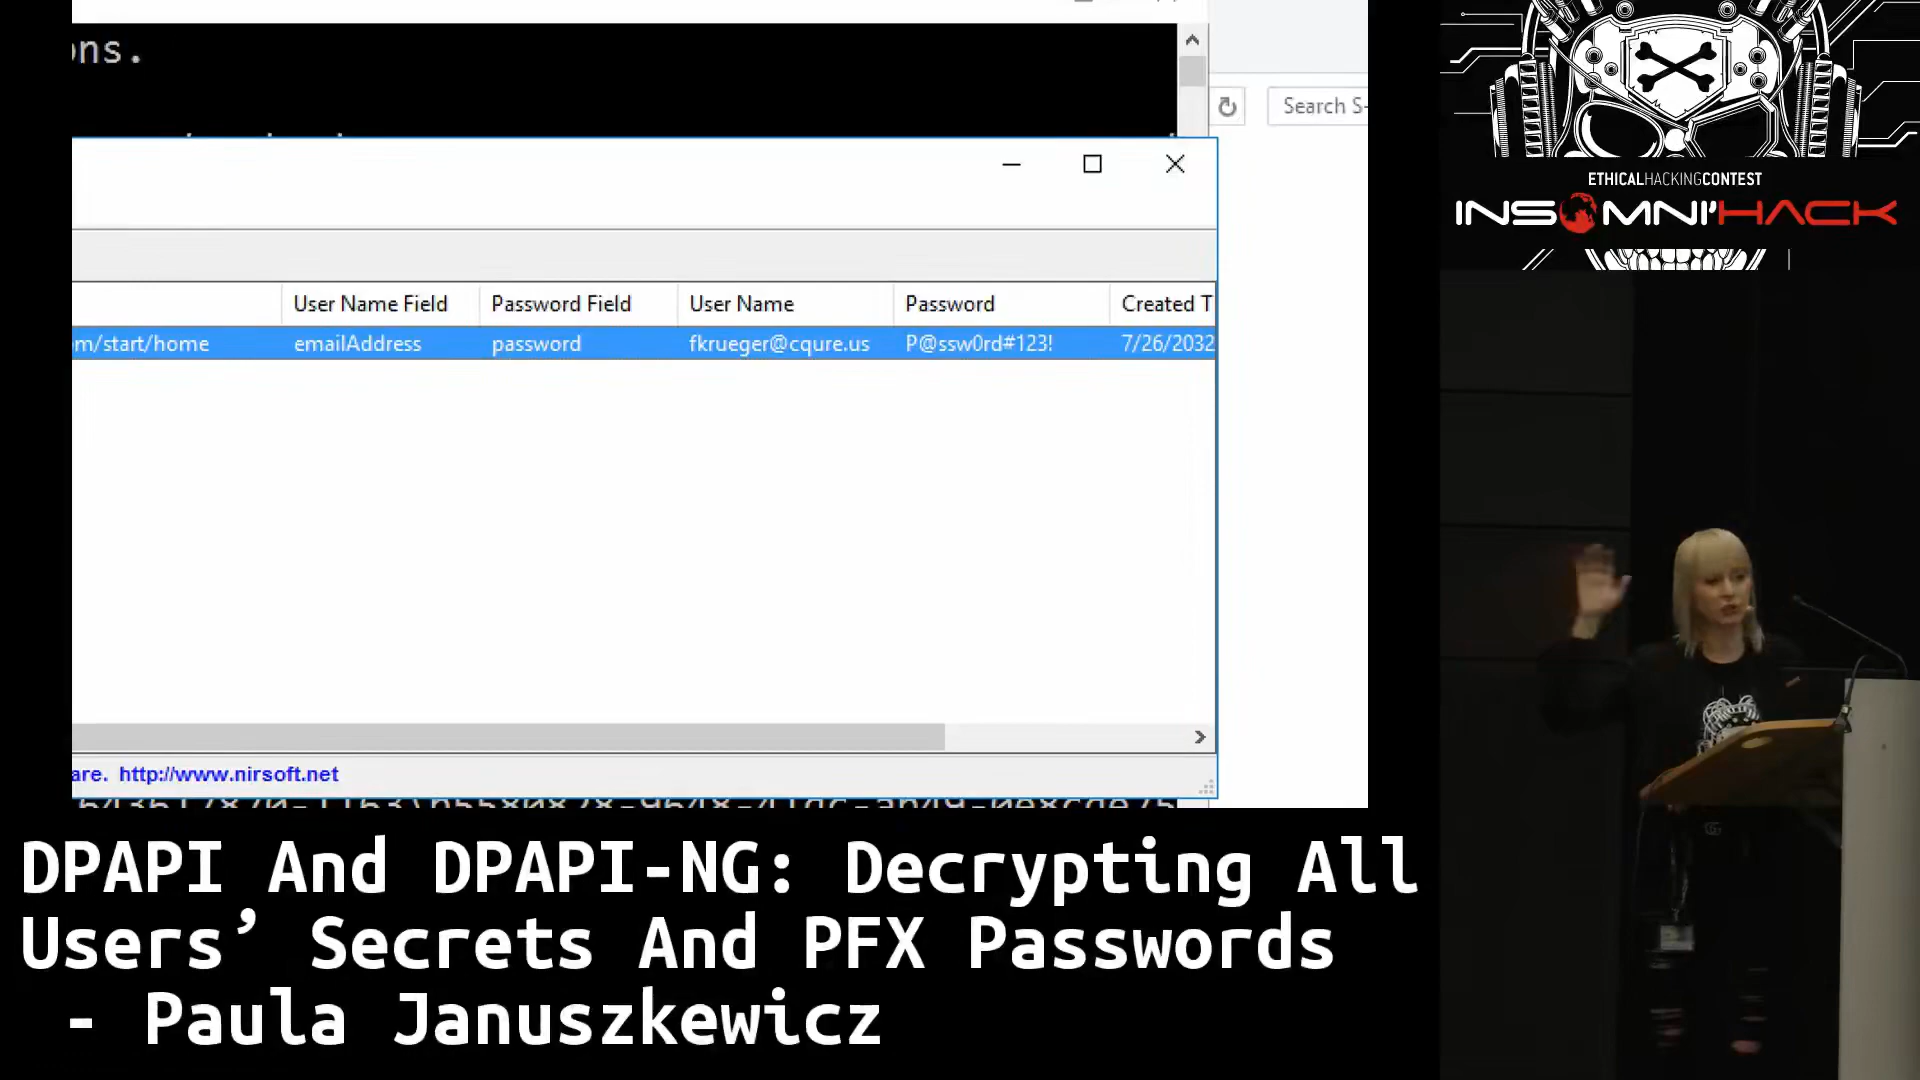 ons.
Search S-
User Name Field Password Field User Name Password Created T
om/start/home emailAddress password fkrueger@cqure.us P@ssw0rd#123! 7/26/2032
are. http://www.nirsoft.net
ETHICALHACKINGCONTEST
INSOMNI'HACK
DPAPI And DPAPI-NG: Decrypting All
Users’ Secrets And PFX Passwords
- Paula Januszkewicz